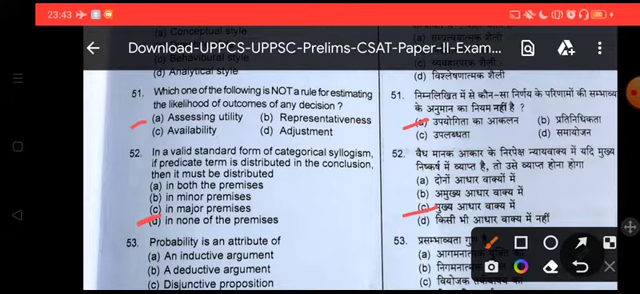 23:43
Download-UPPCS-UPPSC-Prelims-CSAT-Paper-II-Exam...
(a) Conceptual style
(c) Behavioural style
(d) Analytical style
51. Which one of the following is NOT a rule for estimating
the likelihood of outcomes of any decision ?
(a) Assessing utility (b) Representativeness
(c) Availability (d) Adjustment
52. In a valid standard form of categorical syllogism,
if predicate term is distributed in the conclusion,
then it must be distributed
(a) in both the premises
(b) in minor premises
(c) in major premises
(d) in none of the premises
53. Probability is an attribute of
(a) An inductive argument
(b) A deductive argument
(c) Disjunctive proposition
(c) व्यवहारपरक शैली
(d) विश्लेषणात्मक शैली
51. निम्नलिखित में से कौन-सा निर्णय के परिणामों की सम्भाव्य
के अनुमान का नियम नहीं है ?
(a) उपयोगिता का आकलन (b) प्रतिनिधिकता
(c) उपलब्धता (d) समायोजन
52. वैध मानक आकार के निरपेक्ष न्यायवाक्य में यदि मुख्य
निष्कर्ष में व्याप्त है, तो उसे व्याप्त होना होगा
(a) दोनों आधार वाक्यों में
(b) अमुख्य आधार वाक्य में
(c) मुख्य आधार वाक्य में
(d) किसी भी आधार वाक्य में नहीं
53. प्रसम्भाव्यता गुण है
(a) आगमनात्मक
(b) निगमनात्मक
(c) वियोजक